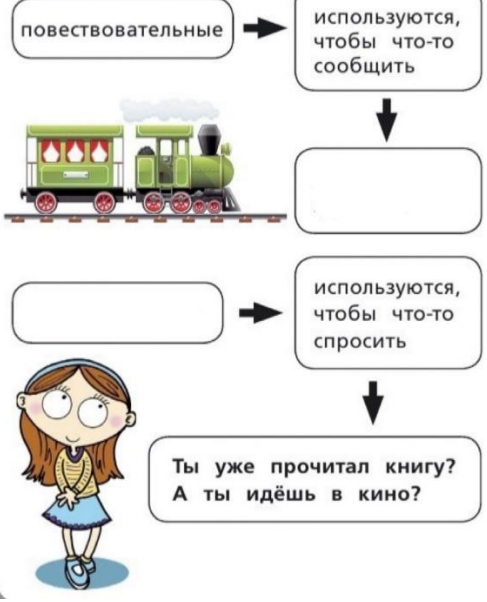 повествовательные
используются,
чтобы что-то
сообщить
используются,
чтобы что-то
спросить
Ты уже прочитал книгу?
А ты идёшь в кино?